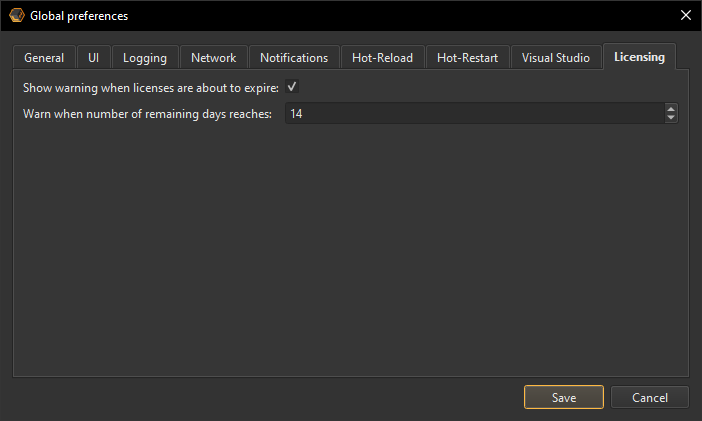 Global preferences
General UI Logging Network Notifications Hot-Reload Hot-Restart Visual Studio Licensing
Show warning when licenses are about to expire:
Warn when number of remaining days reaches: 14
Save Cancel